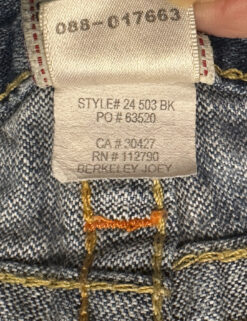 088-017663
STYLE# 24 503 BK
PO # 63520
CA # 30427
RN # 112790
BERKELEY JOEY